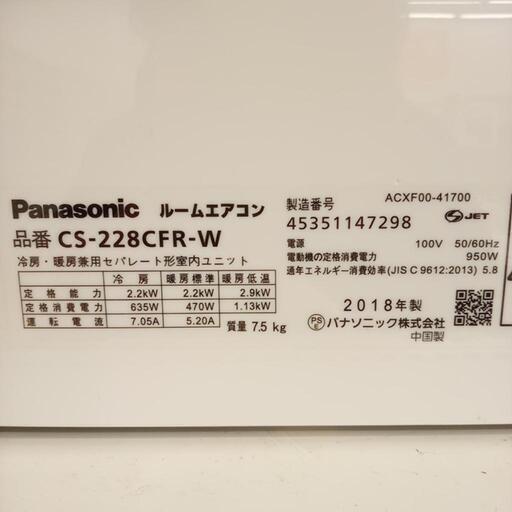 Panasonic ルームエアコン
品番 CS-228CFR-W
冷房・暖房兼用セパレート形室内ユニット
冷 房 暖房標準 暖房低温
定 格 能 力 2.2kW 2.2kW 2.9kW
定格消費電力 635W 470W 1.13kW
運 転 電 流 7.05A 5.20A
質量 7.5 kg
ACXF00-41700
製造番号
45351147298
JET
電源 100V 50/60Hz
電動機の定格消費電力 950W
通年エネルギー消費効率(JIS C 9612:2013) 5.8
2018年製
PS E パナソニック株式会社
中国製